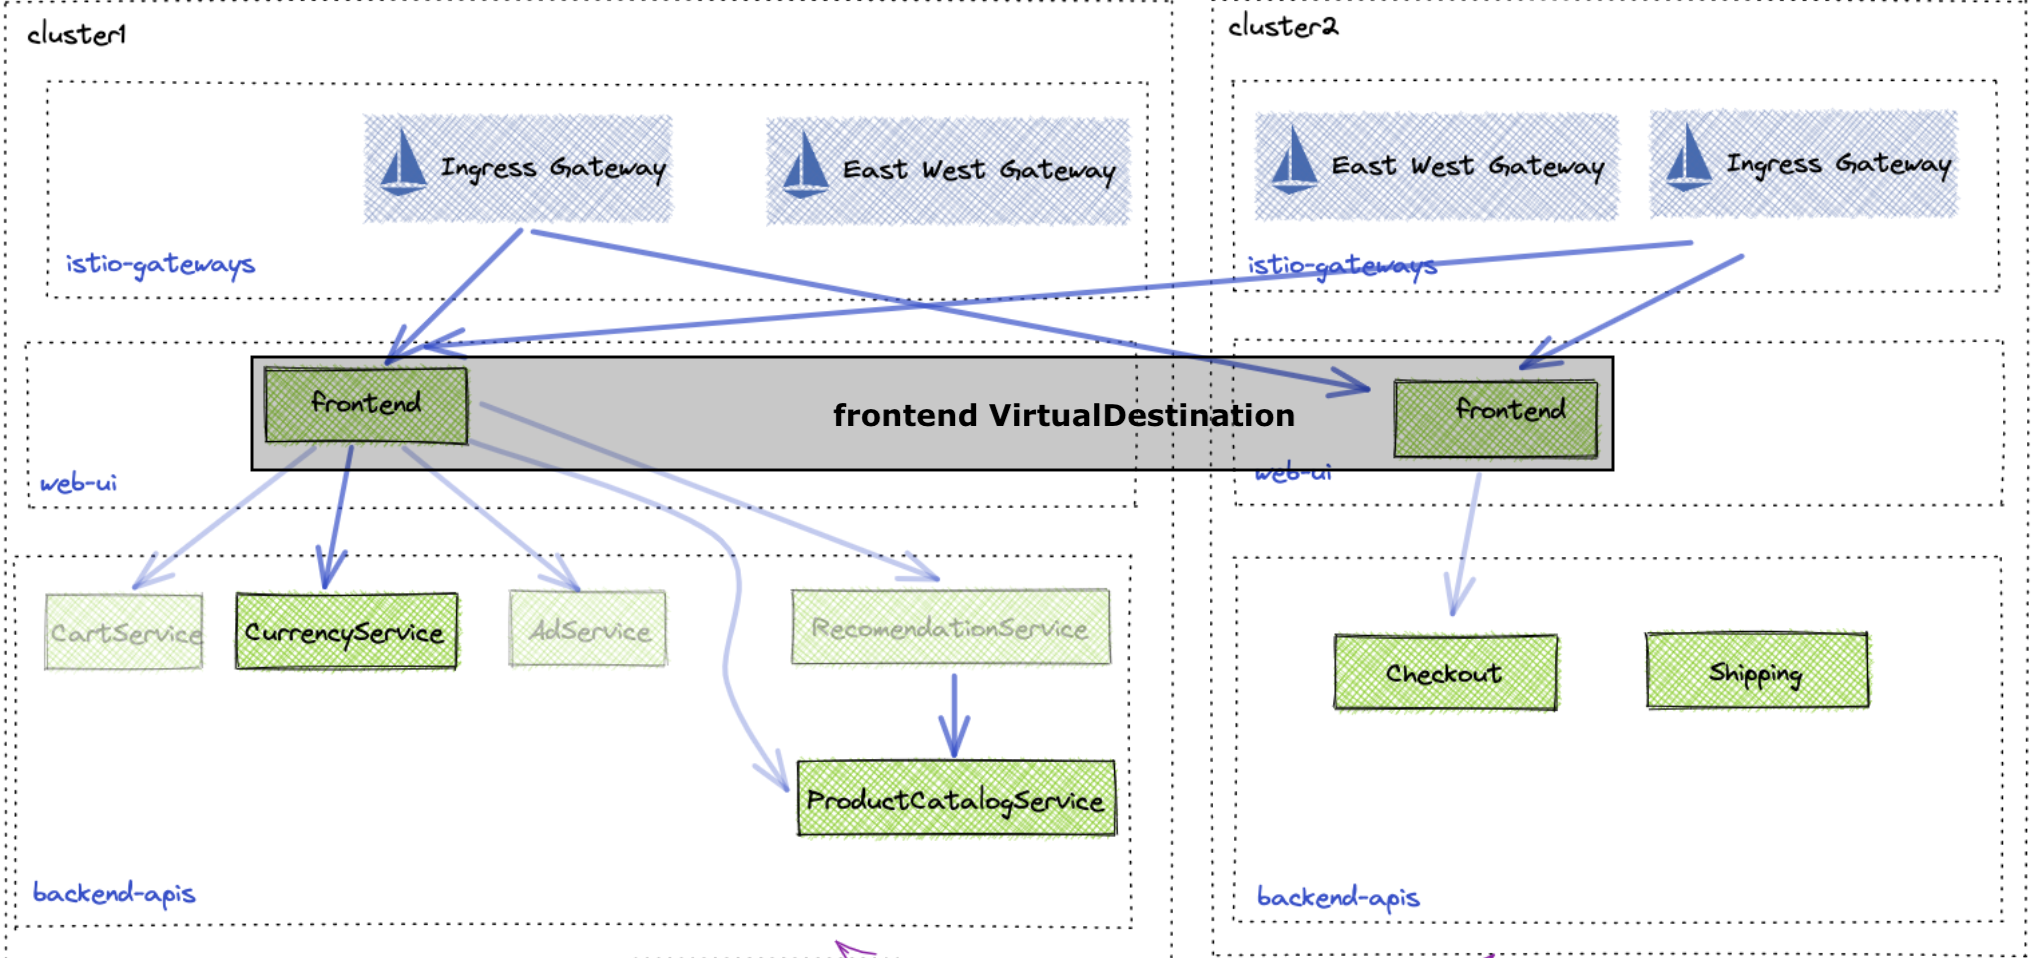 cluster1
cluster2
Ingress Gateway
East West Gateway
East West Gateway
Ingress Gateway
istio-gateways
istio-gateways
frontend
frontend VirtualDestination
frontend
web-ui
web-ui
CartService
CurrencyService
AdService
RecomendationService
Checkout
Shipping
ProductCatalogService
backend-apis
backend-apis